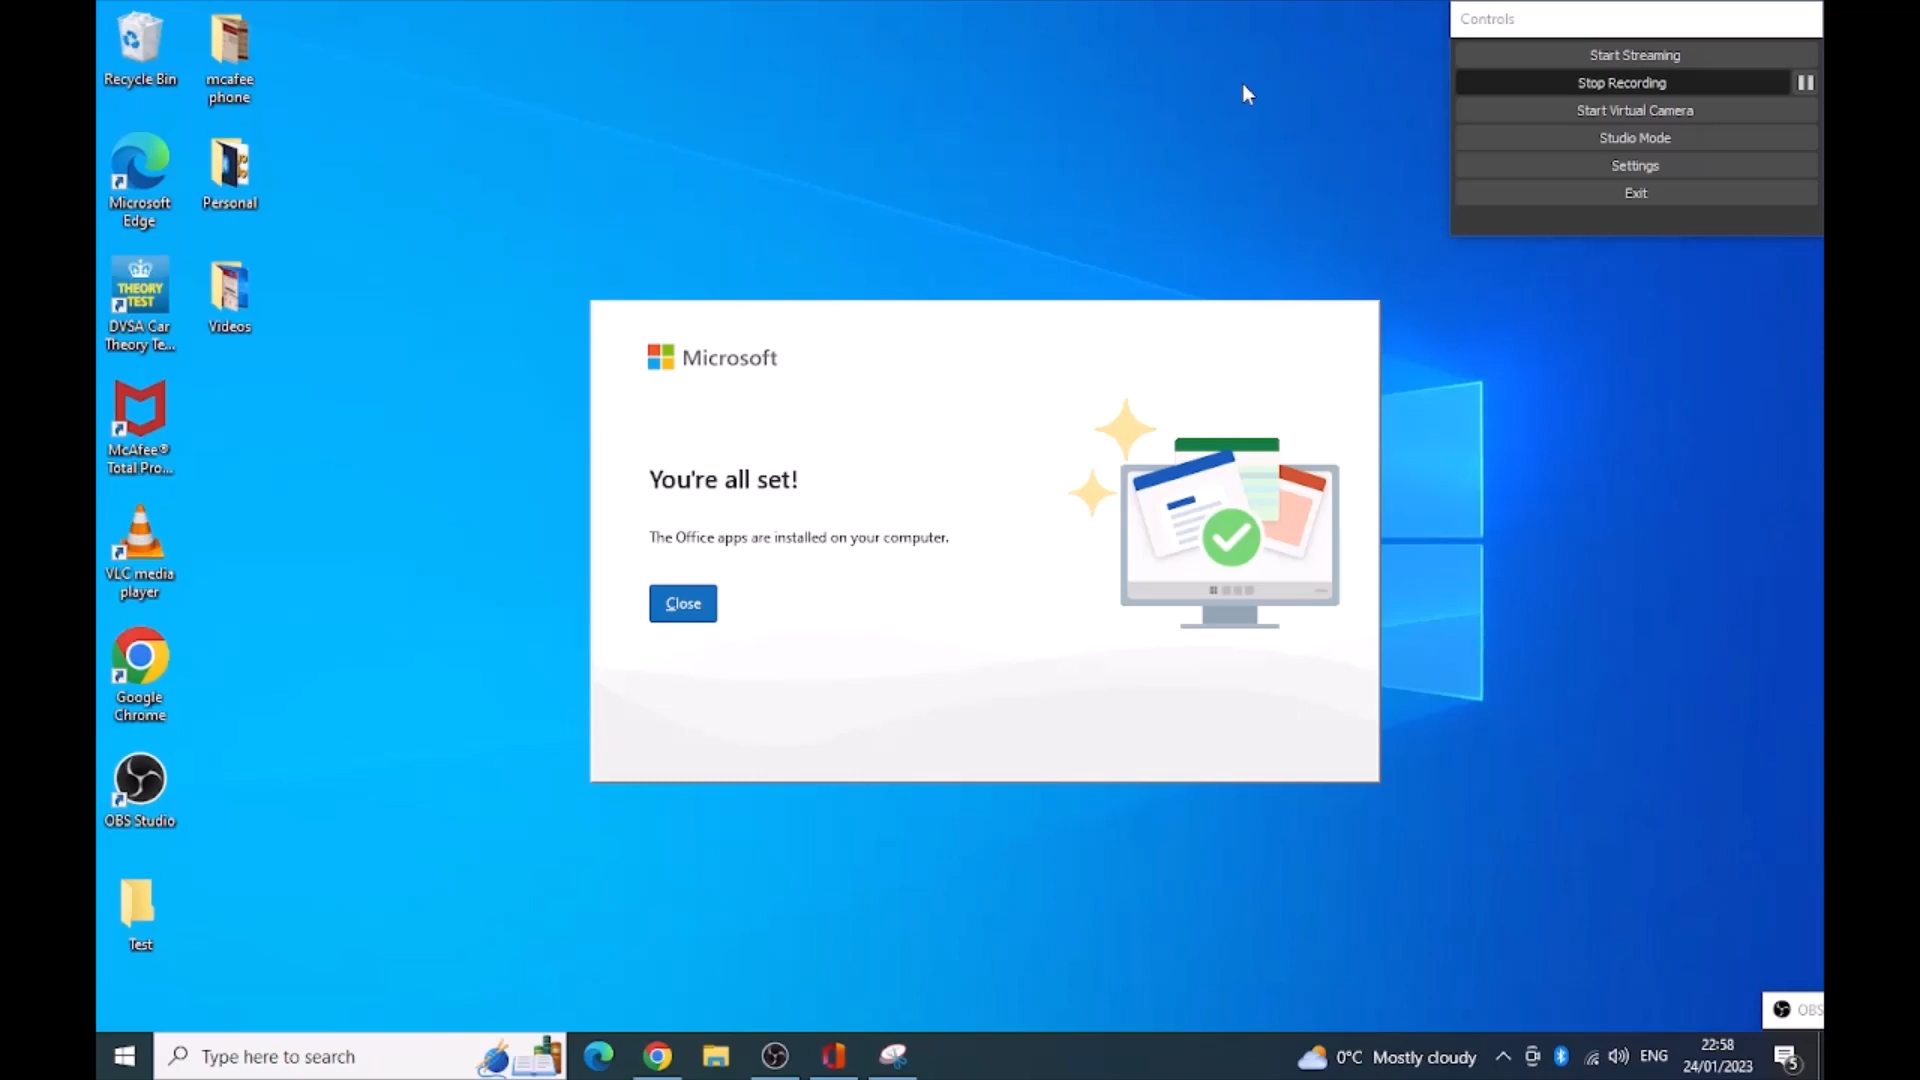 Recycle Bin
mcafee
phone
Microsoft
Edge
Personal
THEORY
TEST
DVSA Car
Theory Te...
Videos
McAfee®
Total Pro...
VLC media
player
Google
Chrome
OBS Studio
Test
Controls
Start Streaming
Stop Recording
Start Virtual Camera
Studio Mode
Settings
Exit
Microsoft
You're all set!
The Office apps are installed on your computer.
Close
OBS
Type here to search
0°C Mostly cloudy
ENG
22:58
24/01/2023
5